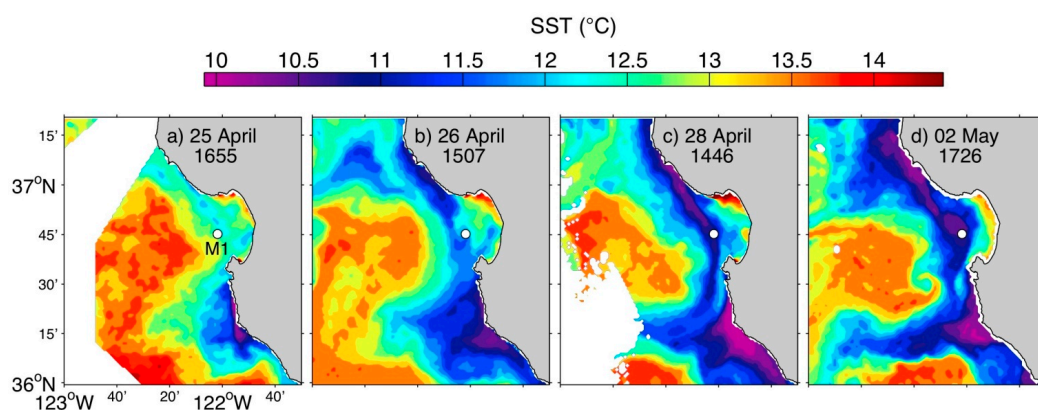 SST (°C)
10 10.5 11 11.5 12 12.5 13 13.5 14
a) 25 April
1655
b) 26 April
1507
c) 28 April
1446
d) 02 May
1726
15'
37°N
45'
M1
30'
15'
36°N
123°W 40' 20' 122°W